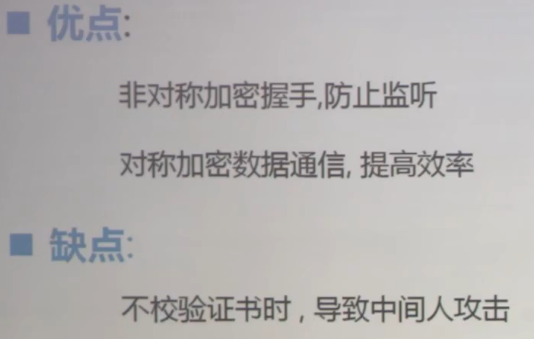 ■ 优点:
非对称加密握手,防止监听
对称加密数据通信, 提高效率
■ 缺点:
不校验证书时 , 导致中间人攻击